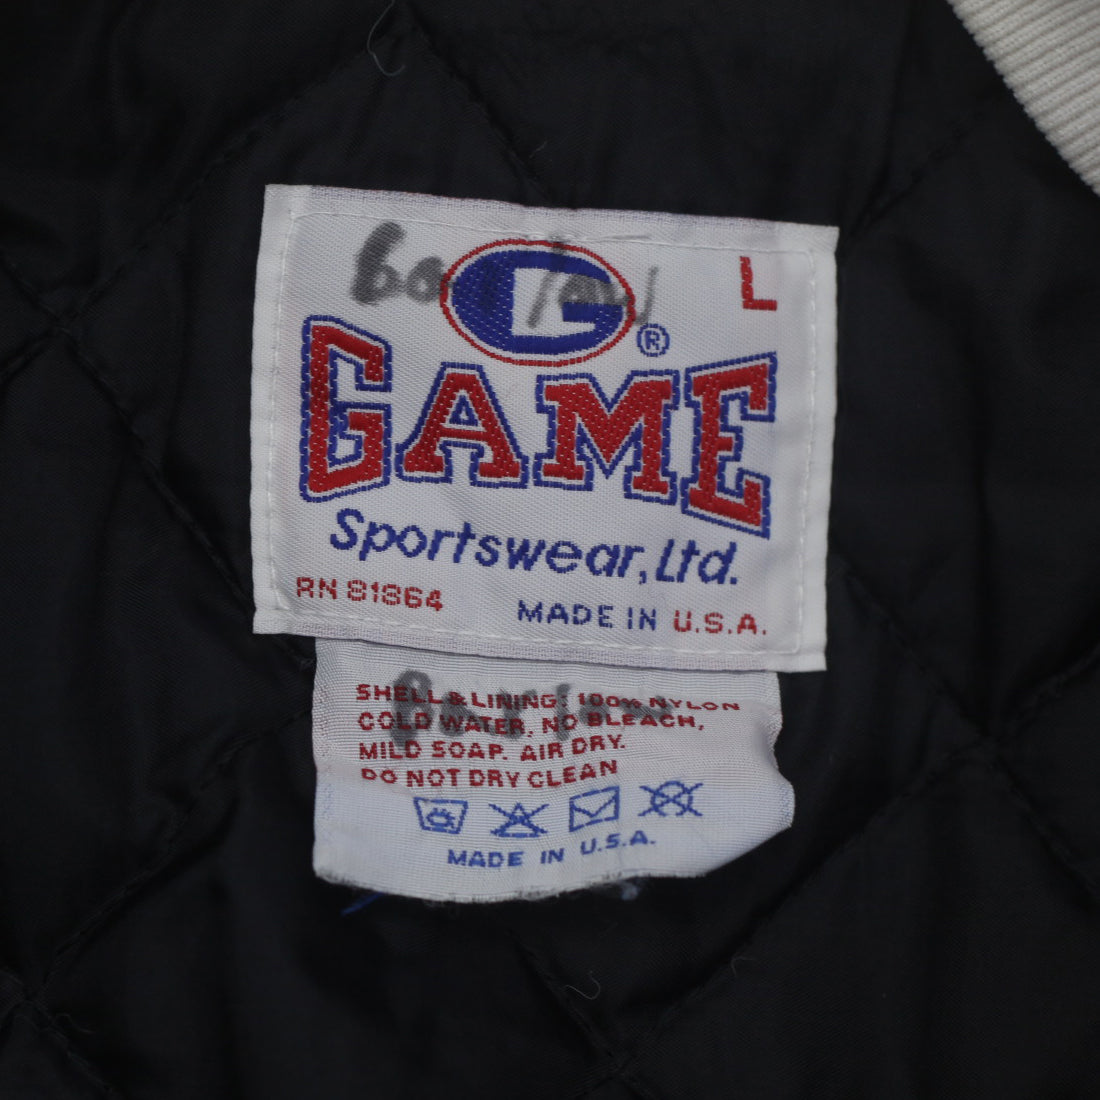 G L
®
GAME
Sportswear, Ltd.
RN 81864 MADE IN U.S.A.
SHELL & LINING: 100% NYLON
COLD WATER, NO BLEACH,
MILD SOAP. AIR DRY.
DO NOT DRY CLEAN
MADE IN U.S.A.